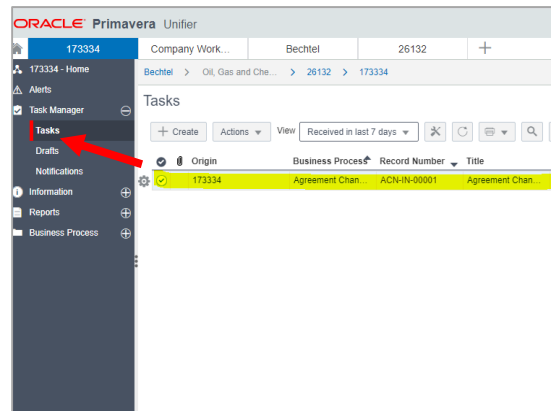 ORACLE Primavera Unifier
173334
Company Work...
Bechtel
26132
173334 - Home
Bechtel > Oil, Gas and Che... > 26132 > 173334
Alerts
Task Manager
Tasks
Drafts
Notifications
Information
Reports
Business Process
Tasks
+ Create
Actions
View
Received in last 7 days
Origin
Business Process
Record Number
Title
173334
Agreement Chan...
ACN-IN-00001
Agreement Chan...